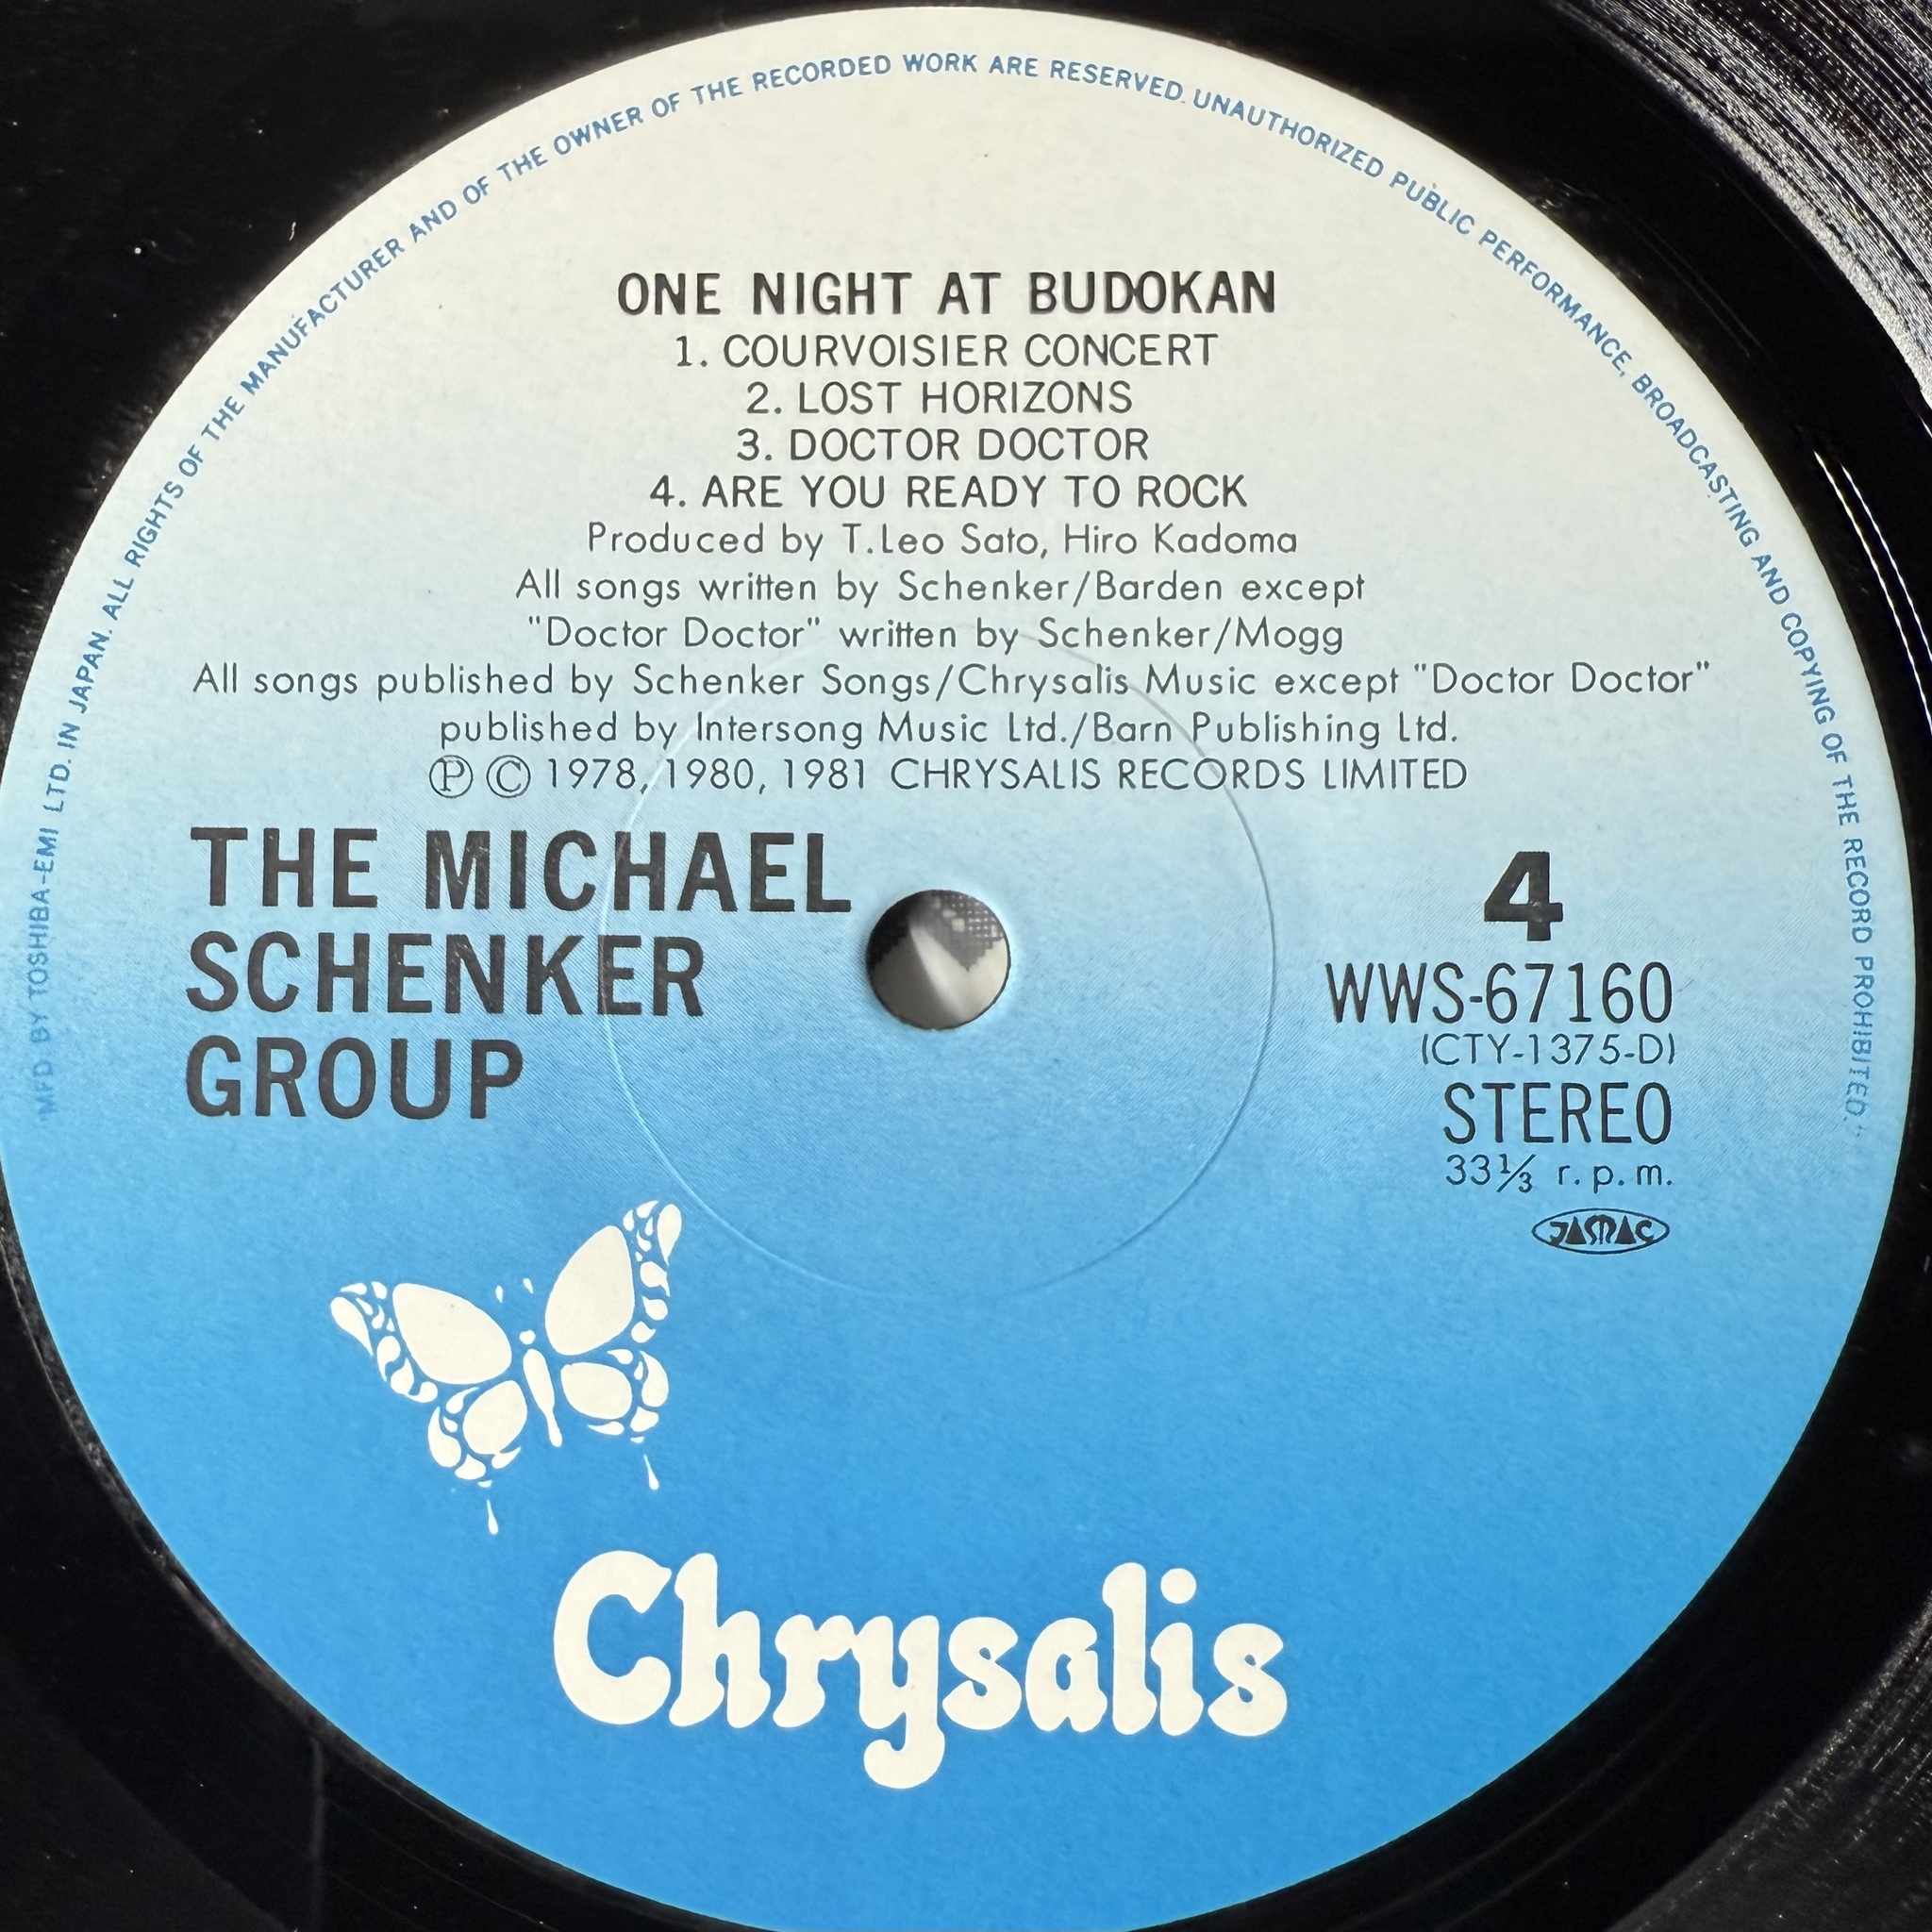 MFD. BY TOSHIBA-EMI LTD. IN JAPAN. ALL RIGHTS OF THE MANUFACTURER AND OF THE OWNER OF THE RECORDED WORK ARE RESERVED. UNAUTHORIZED PUBLIC PERFORMANCE, BROADCASTING AND COPYING OF THE RECORD PROHIBITED.
ONE NIGHT AT BUDOKAN
1. COURVOISIER CONCERT
2. LOST HORIZONS
3. DOCTOR DOCTOR
4. ARE YOU READY TO ROCK
Produced by T.Leo Sato, Hiro Kadoma
All songs written by Schenker/Barden except
"Doctor Doctor" written by Schenker/Mogg
All songs published by Schenker Songs/Chrysalis Music except "Doctor Doctor"
published by Intersong Music Ltd./Barn Publishing Ltd.
Ⓟ Ⓒ 1978, 1980, 1981 CHRYSALIS RECORDS LIMITED
THE MICHAEL
SCHENKER
GROUP
4
WWS-67160
(CTY-1375-D)
STEREO
33⅓ r.p.m.
JASRAC
Chrysalis